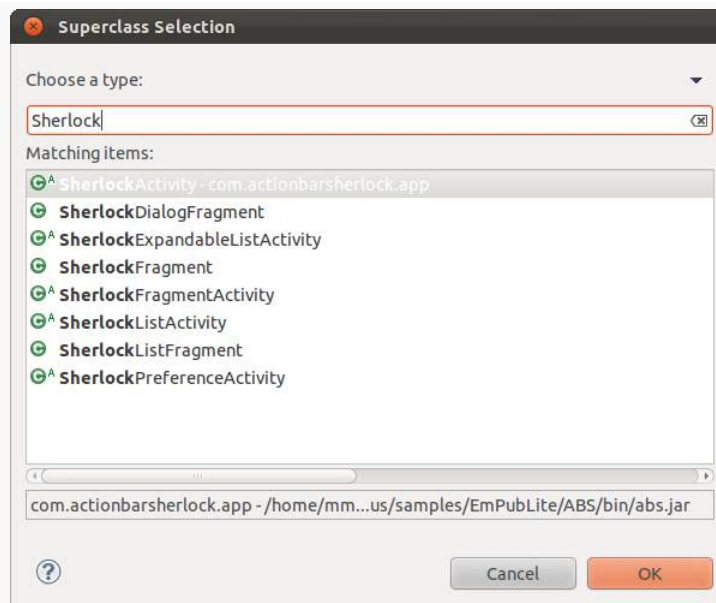 Superclass Selection
Choose a type:
Sherlock
Matching items:
SherlockActivity - com.actionbarsherlock.app
SherlockDialogFragment
SherlockExpandableListActivity
SherlockFragment
SherlockFragmentActivity
SherlockListActivity
SherlockListFragment
SherlockPreferenceActivity
com.actionbarsherlock.app - /home/mm...us/samples/EmPubLite/ABS/bin/abs.jar
Cancel
OK